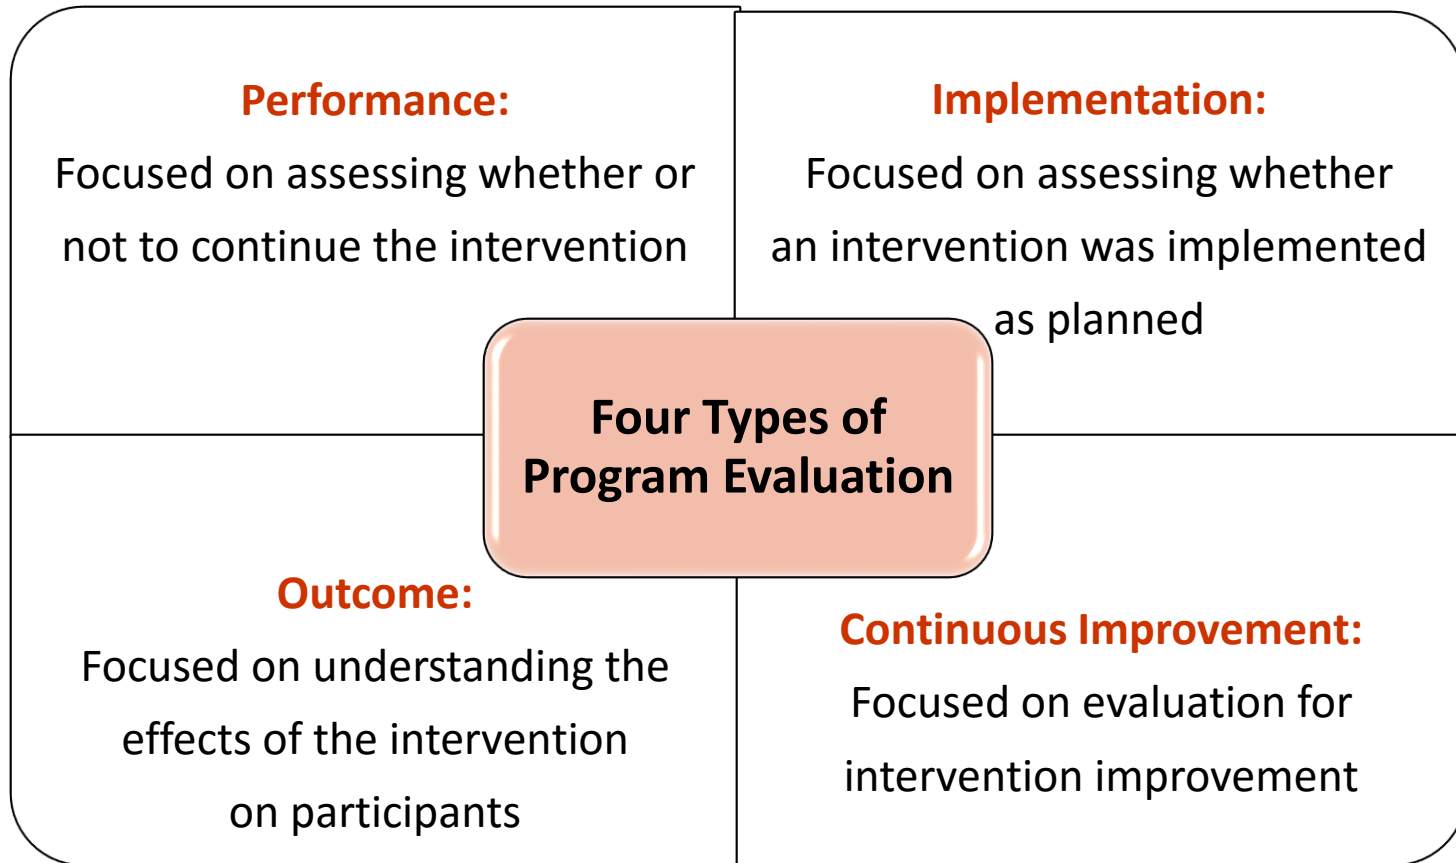 Performance:
Focused on assessing whether or
not to continue the intervention
Implementation:
Focused on assessing whether
an intervention was implemented
as planned
Four Types of
Program Evaluation
Outcome:
Focused on understanding the
effects of the intervention
on participants
Continuous Improvement:
Focused on evaluation for
intervention improvement